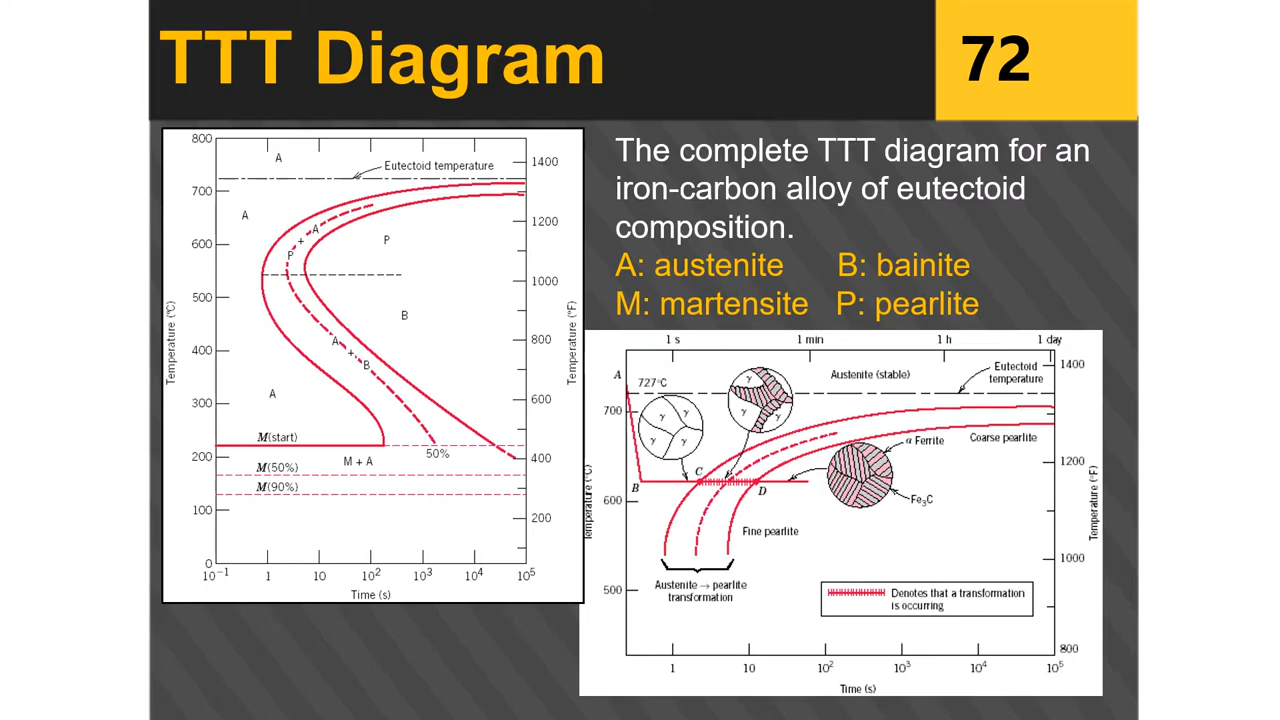 TTT Diagram
72
The complete TTT diagram for an
iron-carbon alloy of eutectoid
composition.
A: austenite B: bainite
M: martensite P: pearlite
800
700
600
500
400
300
200
100
0
Temperature (°C)
A
Eutectoid temperature
A
A
+
P
P
B
A
+
B
A
M(start)
M + A
50%
M(50%)
M(90%)
1400
1200
1000
800
600
400
200
Temperature (°F)
10⁻¹ 1 10 10² 10³ 10⁴ 10⁵
Time (s)
1 s 1 min 1 h 1 day
A
727°C
Austenite (stable)
Eutectoid
temperature
1400
700
γ γ γ γ
γ γ γ
Coarse pearlite
α Ferrite
1200
C
B
D
600
Fe₃C
Fine pearlite
1000
Temperature (°C)
Temperature (°F)
Austenite → pearlite
transformation
500
Denotes that a transformation
is occurring
800
1 10 10² 10³ 10⁴ 10⁵
Time (s)